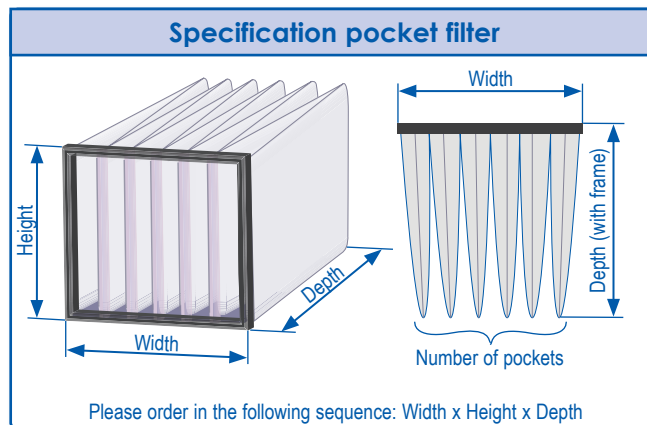 Specification pocket filter
Width
Height
Depth
Width
Depth (with frame)
Number of pockets
Please order in the following sequence: Width x Height x Depth